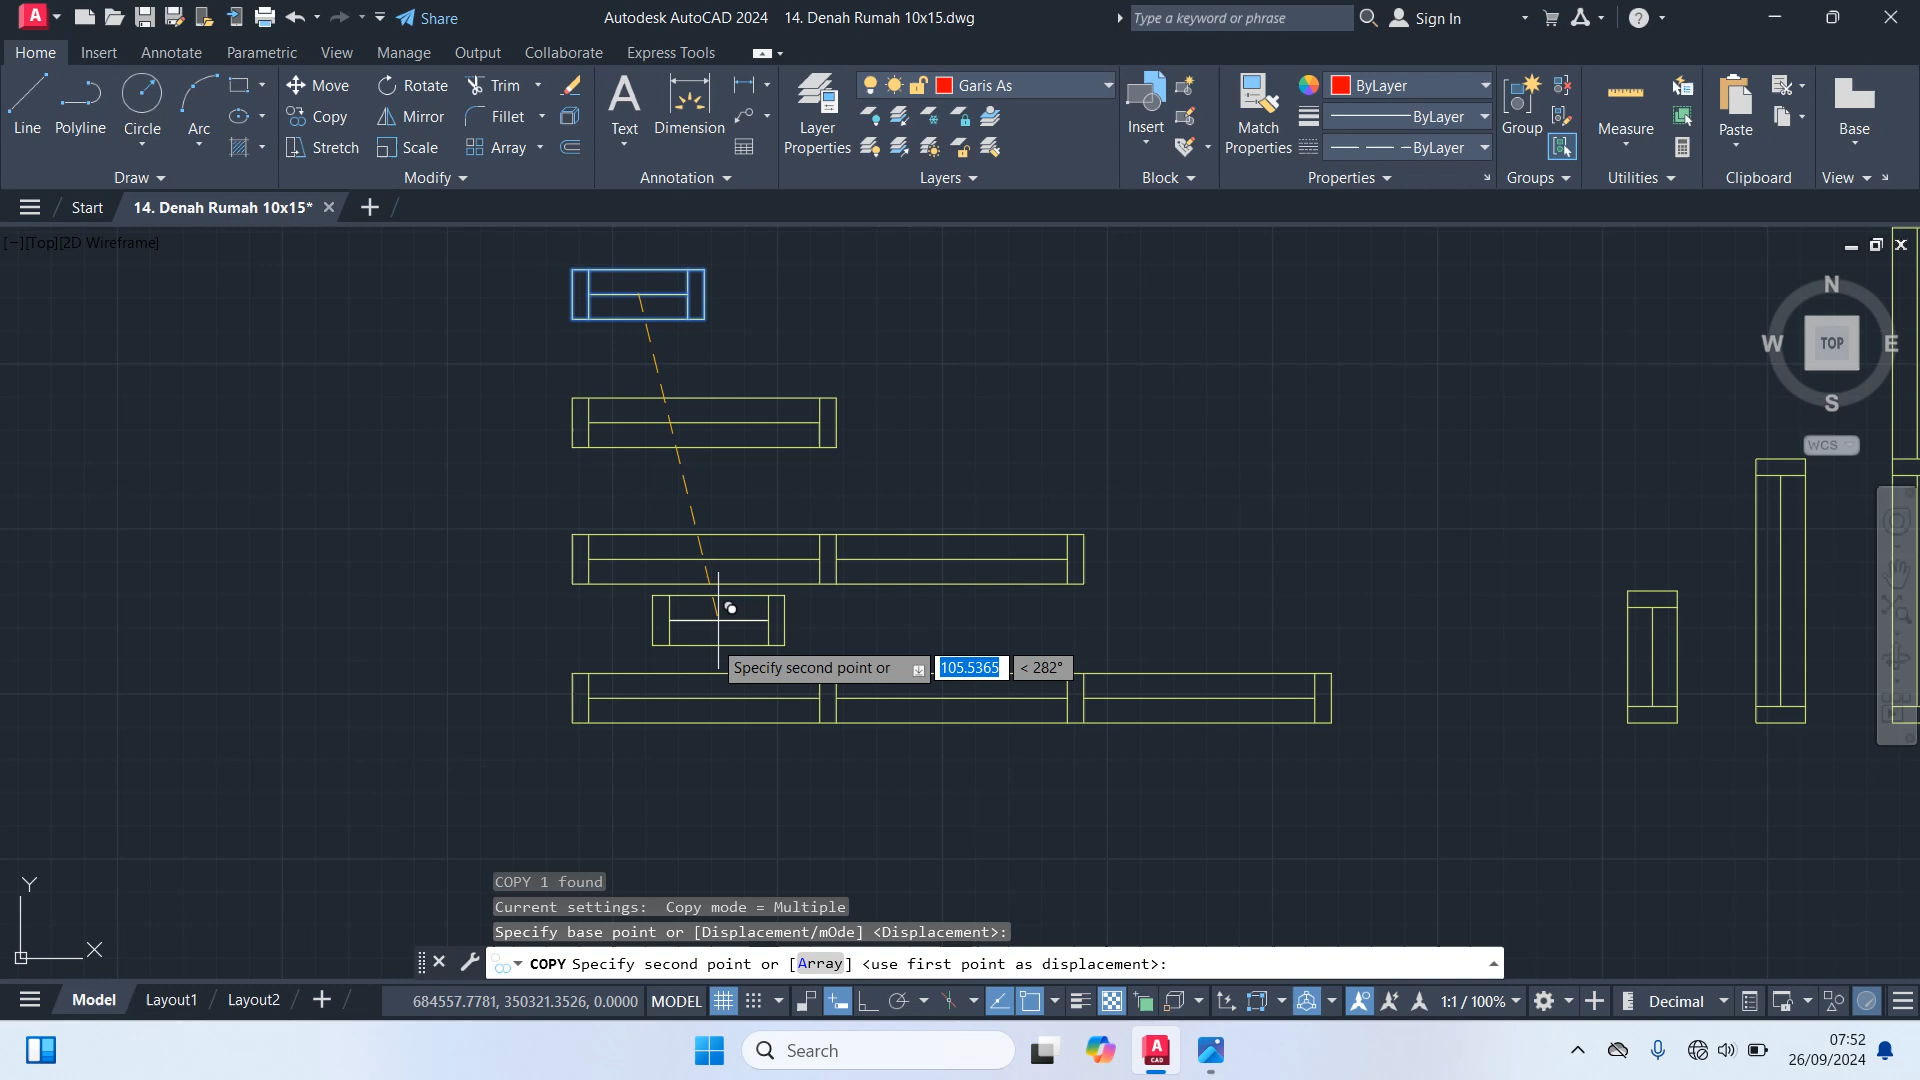 A Share Autodesk AutoCAD 2024 14. Denah Rumah 10x15.dwg Type a keyword or phrase Sign In
Home Insert Annotate Parametric View Manage Output Collaborate Express Tools
Line Polyline Circle Arc
Draw
Move Rotate Trim
Copy Mirror Fillet
Stretch Scale Array
Modify
Text Dimension
Annotation
Layer Properties
Garis As
Layers
Insert
Block
Match Properties
ByLayer
ByLayer
ByLayer
Properties
Group
Groups
Measure
Utilities
Paste
Clipboard
Base
View
Start 14. Denah Rumah 10x15*
[−][Top][2D Wireframe]
N
W TOP E
S
WCS
Specify second point or 105.5365 < 282°
Y
X
COPY 1 found
Current settings:  Copy mode = Multiple
Specify base point or [Displacement/mOde] <Displacement>:
COPY Specify second point or [Array] <use first point as displacement>:
Model Layout1 Layout2 684557.7781, 350321.3526, 0.0000 MODEL 1:1 / 100% Decimal
Search A CAD 07:52
26/09/2024